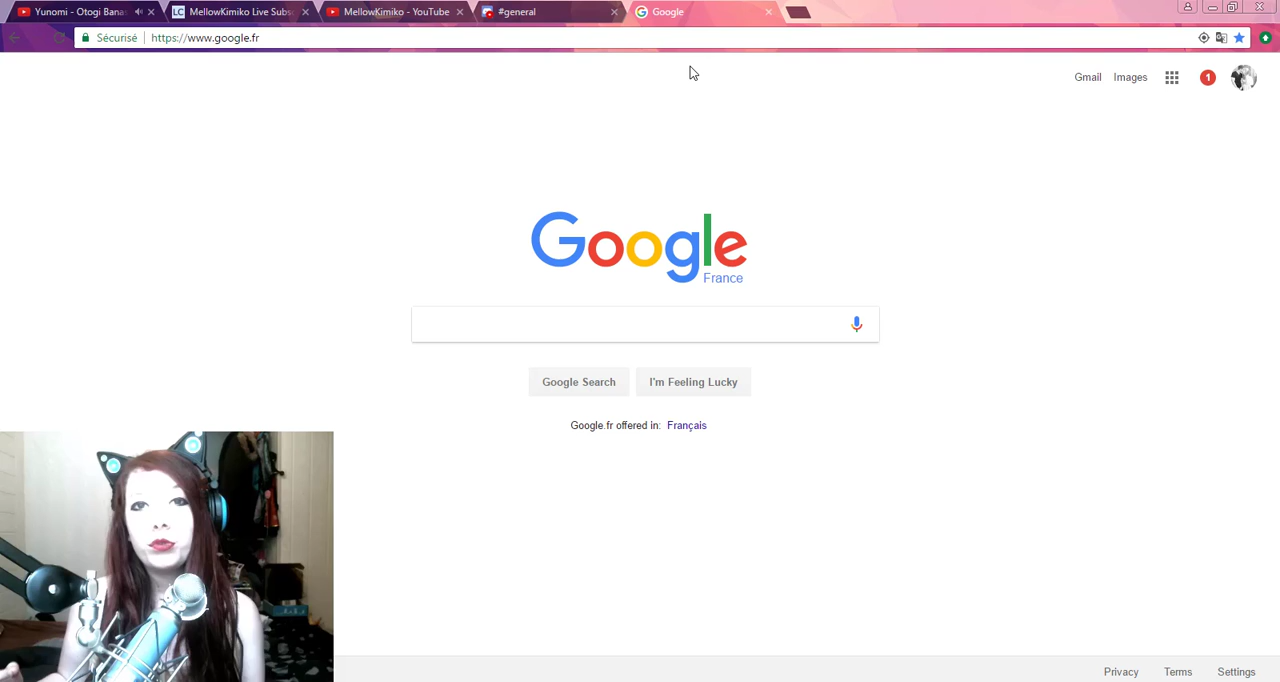 Yunomi - Otogi Banas
MellowKimiko Live Subs
MellowKimiko - YouTube
#general
Google
Sécurisé
https://www.google.fr
Gmail
Images
1
Google
France
Google Search
I'm Feeling Lucky
Google.fr offered in: Français
Privacy
Terms
Settings